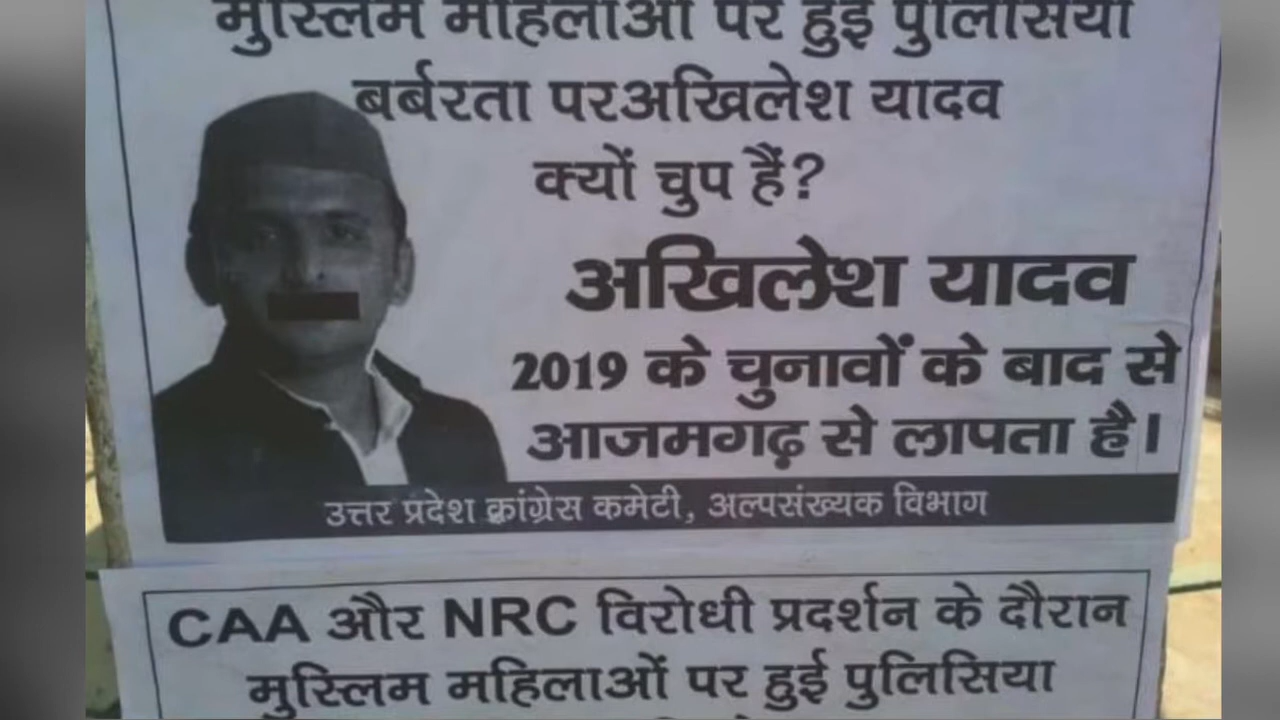 मुस्लिम महिलाओं पर हुई पुलिसिया
बर्बरता परअखिलेश यादव
क्यों चुप हैं?
अखिलेश यादव
2019 के चुनावों के बाद से
आजमगढ़ से लापता है।
उत्तर प्रदेश कांग्रेस कमेटी, अल्पसंख्यक विभाग
CAA और NRC विरोधी प्रदर्शन के दौरान
मुस्लिम महिलाओं पर हुई पुलिसिया